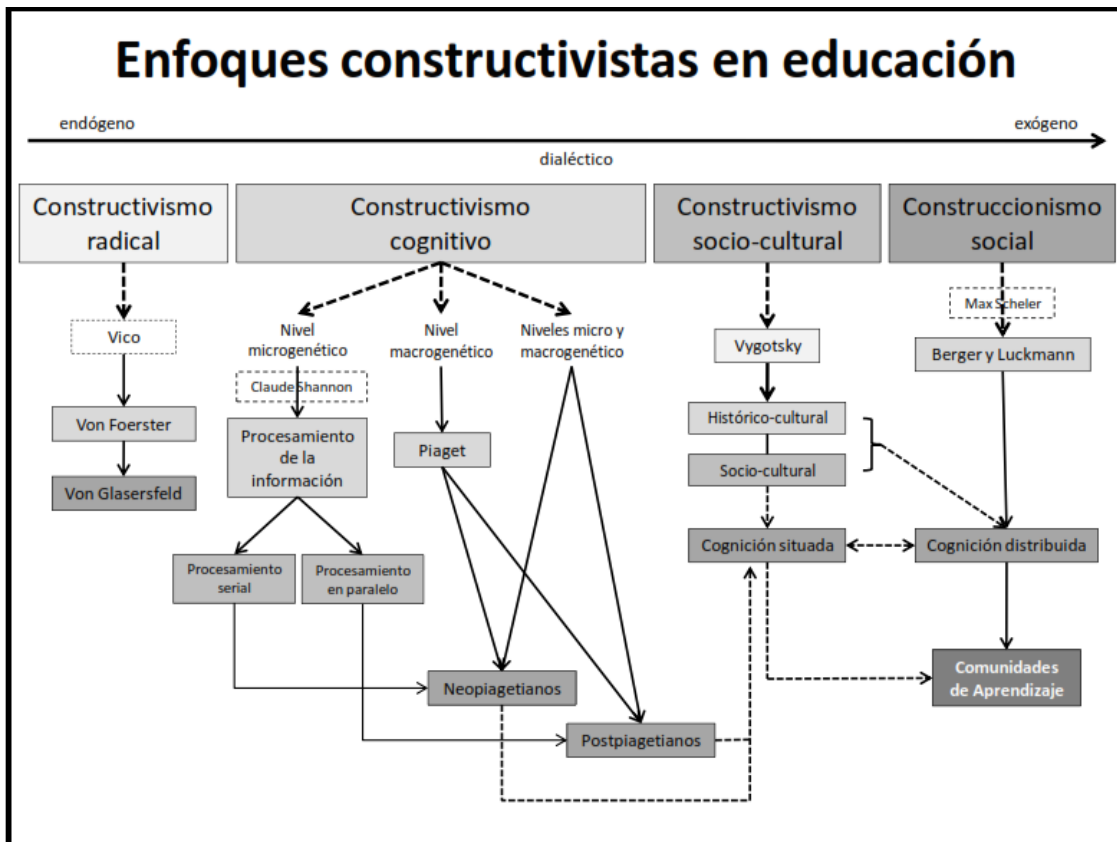 Enfoques constructivistas en educación
endógeno
exógeno
dialéctico
Constructivismo
radical
Constructivismo
cognitivo
Constructivismo
socio-cultural
Construccionismo
social
Vico
Von Foerster
Von Glasersfeld
Nivel
microgenético
Claude Shannon
Procesamiento
de la
información
Procesamiento
serial
Procesamiento
en paralelo
Nivel
macrogenético
Piaget
Niveles micro y
macrogenético
Neopiagetianos
Postpiagetianos
Vygotsky
Histórico-cultural
Socio-cultural
Cognición situada
Max Scheler
Berger y Luckmann
Cognición distribuida
Comunidades
de Aprendizaje